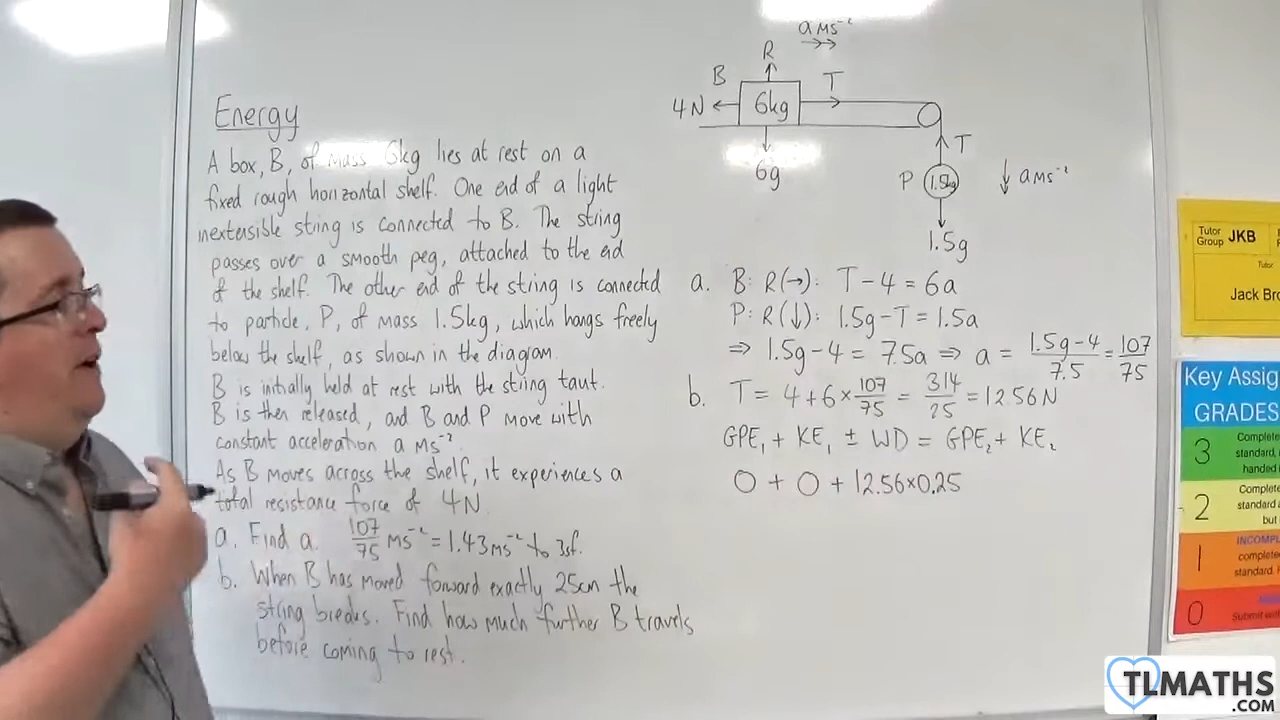 Energy
A box, B, of mass 6kg lies at rest on a
fixed rough horizontal shelf. One end of a light
inextensible string is connected to B. The string
passes over a smooth peg, attached to the end
of the shelf. The other end of the string is connected
to particle, P, of mass 1.5kg, which hangs freely
below the shelf, as shown in the diagram.
B is initially held at rest with the string taut.
B is then released, and B and P move with
constant acceleration a ms⁻².
As B moves across the shelf, it experiences a
total resistance force of 4N.
a. Find a. 107/75 ms⁻² = 1.43ms⁻² to 3sf.
b. When B has moved forward exactly 25cm the
string breaks. Find how much further B travels
before coming to rest.
a ms⁻²
R
B
T
4N
6kg
6g
T
P
1.5kg
a ms⁻²
1.5g
a. B: R(→): T-4 = 6a
P: R(↓): 1.5g-T = 1.5a
⇒ 1.5g-4 = 7.5a ⇒ a = (1.5g-4)/7.5 = 107/75
b. T = 4+6×107/75 = 314/25 = 12.56N
GPE₁ + KE₁ ± WD = GPE₂ + KE₂
0 + 0 + 12.56×0.25
Tutor
Group JKB
Tutor
Jack Bro
Key Assig
GRADES
3
Complete
standard,
handed i
2
Complete
standard a
but
1
INCOMPL
complete
standard.
0
Submit
TLMATHS
.COM